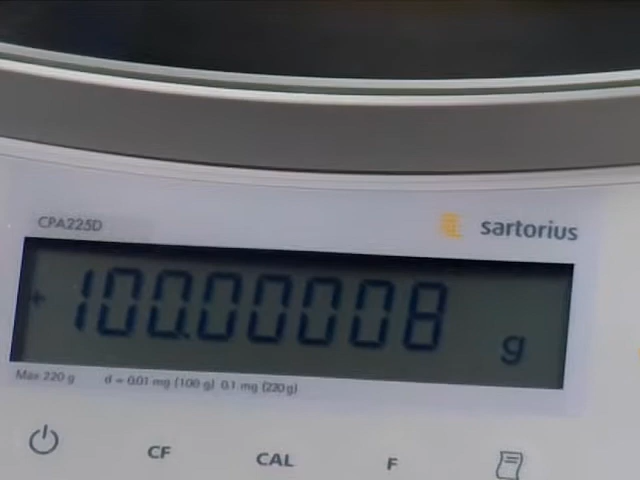 CPA225D
sartorius
+ 100.00008 g
Max 220 g d = 0.01 mg (100 g) 0.1 mg (220 g)
CF CAL F